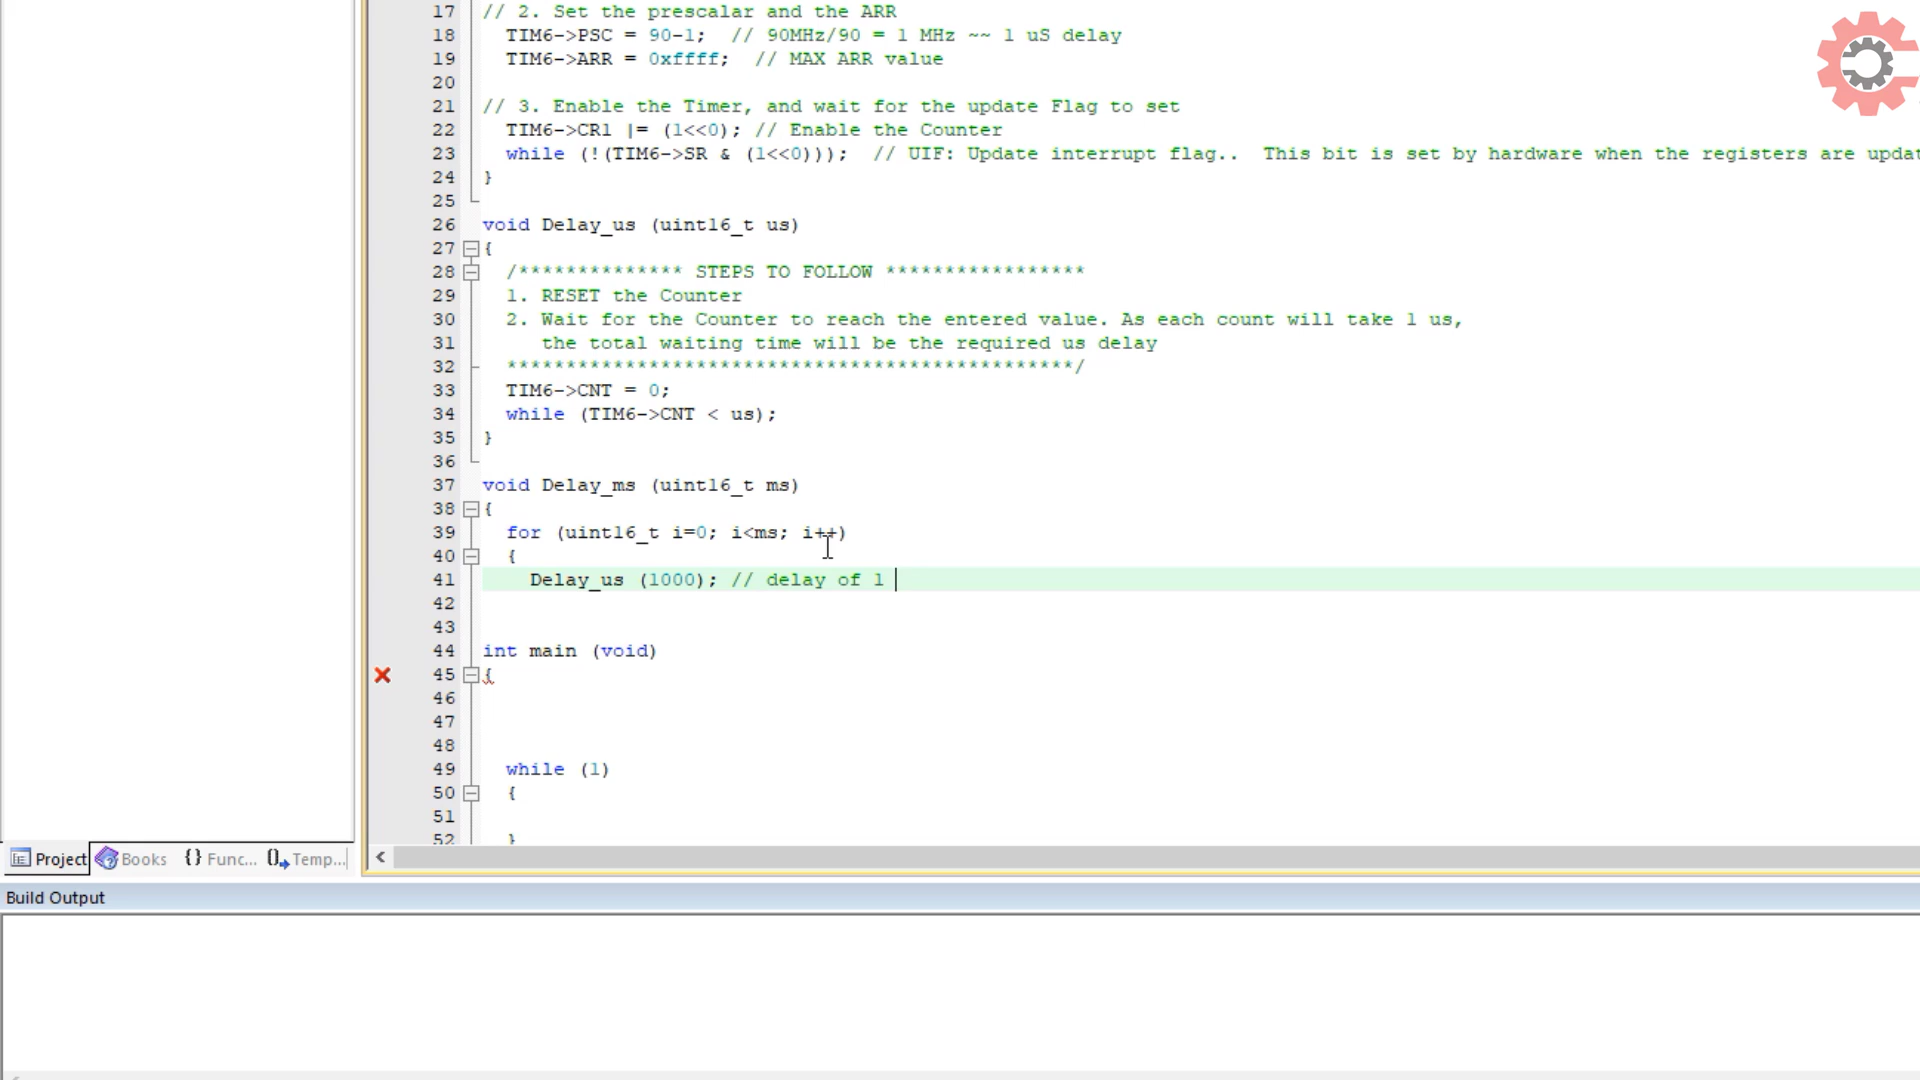 17 // 2. Set the prescalar and the ARR
18 TIM6->PSC = 90-1;  // 90MHz/90 = 1 MHz ~~ 1 uS delay
19 TIM6->ARR = 0xffff;  // MAX ARR value
20
21 // 3. Enable the Timer, and wait for the update Flag to set
22 TIM6->CR1 |= (1<<0); // Enable the Counter
23 while (!(TIM6->SR & (1<<0)));  // UIF: Update interrupt flag..  This bit is set by hardware when the registers are updat
24 }
25
26 void Delay_us (uint16_t us)
27 {
28 /************** STEPS TO FOLLOW *****************
29 1. RESET the Counter
30 2. Wait for the Counter to reach the entered value. As each count will take 1 us,
31 the total waiting time will be the required us delay
32 ************************************************/
33 TIM6->CNT = 0;
34 while (TIM6->CNT < us);
35 }
36
37 void Delay_ms (uint16_t ms)
38 {
39 for (uint16_t i=0; i<ms; i++)
40 {
41 Delay_us (1000); // delay of 1
42
43
44 int main (void)
45 {
46
47
48
49 while (1)
50 {
51
52 }
Project Books {} Func... Temp...
Build Output